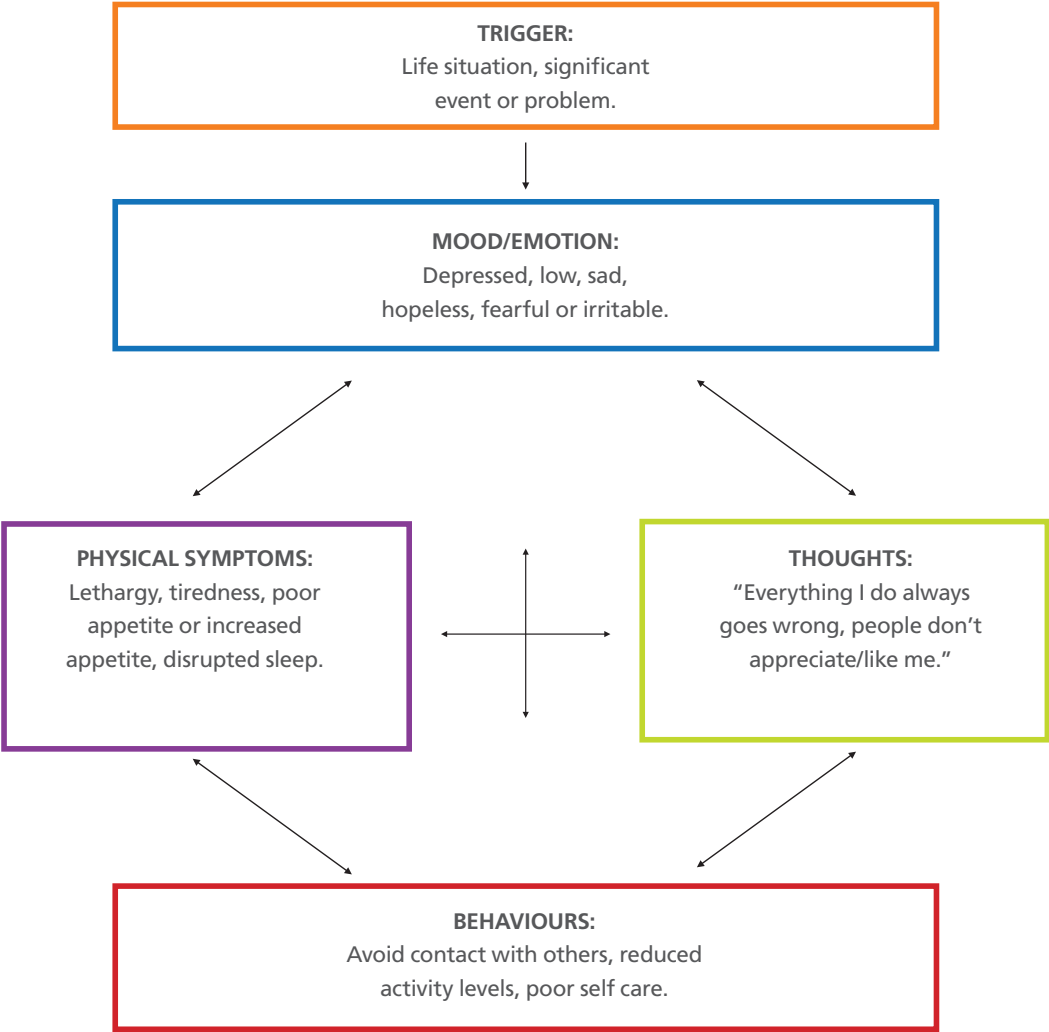 TRIGGER:
Life situation, significant
event or problem.
MOOD/EMOTION:
Depressed, low, sad,
hopeless, fearful or irritable.
PHYSICAL SYMPTOMS:
Lethargy, tiredness, poor
appetite or increased
appetite, disrupted sleep.
THOUGHTS:
“Everything I do always
goes wrong, people don’t
appreciate/like me.”
BEHAVIOURS:
Avoid contact with others, reduced
activity levels, poor self care.